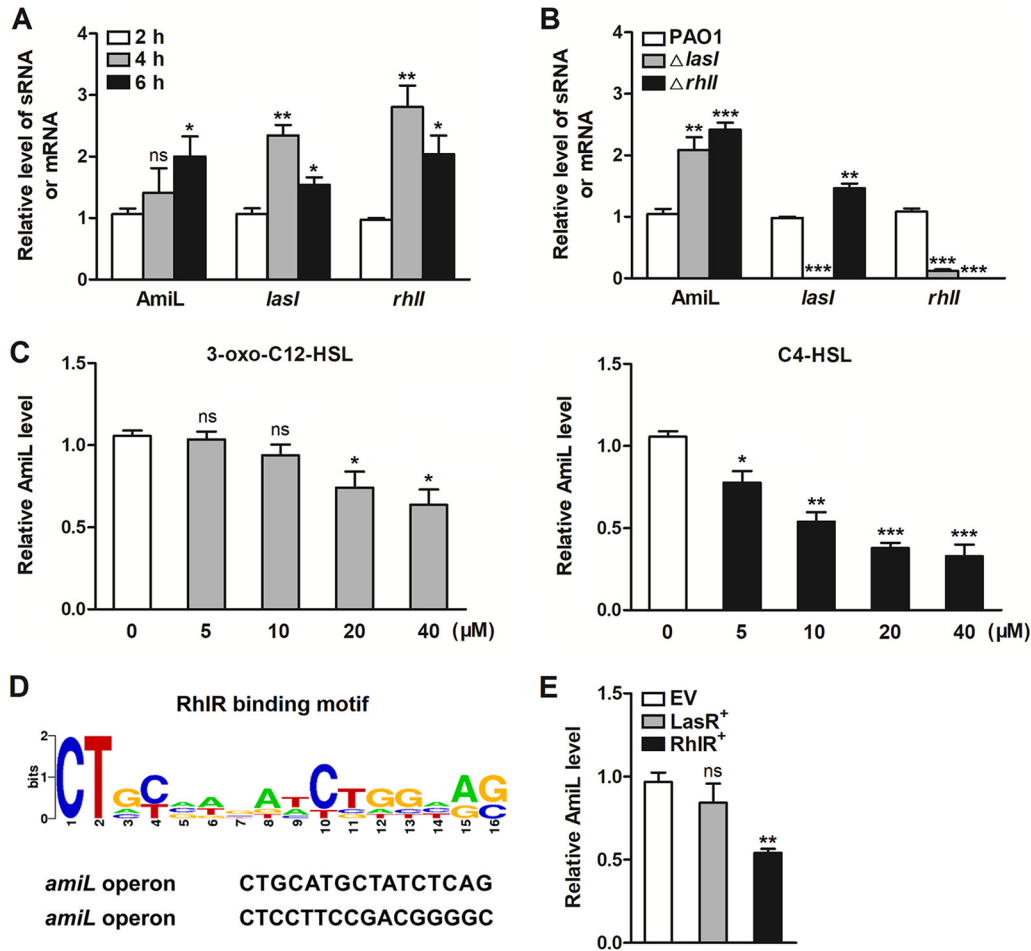 A
2 h
4 h
6 h
Relative level of sRNA
or mRNA
4
3
2
1
0
ns
*
**
*
**
*
AmiL
lasI
rhlI
B
PAO1
△lasI
△rhlI
Relative level of sRNA
or mRNA
4
3
2
1
0
**
***
***
**
***
***
AmiL
lasI
rhlI
C
3-oxo-C12-HSL
Relative AmiL level
1.5
1.0
0.5
0.0
ns
ns
*
*
0
5
10
20
40
(μM)
C4-HSL
Relative AmiL level
1.5
1.0
0.5
0.0
*
**
***
***
0
5
10
20
40
(μM)
D
RhlR binding motif
bits
2
1
0
1 2 3 4 5 6 7 8 9 10 11 12 13 14 15 16
amiL operon CTGCATGCTATCTCAG
amiL operon CTCCTTCCGACGGGGC
E
EV
LasR+
RhlR+
Relative AmiL level
1.5
1.0
0.5
0.0
ns
**